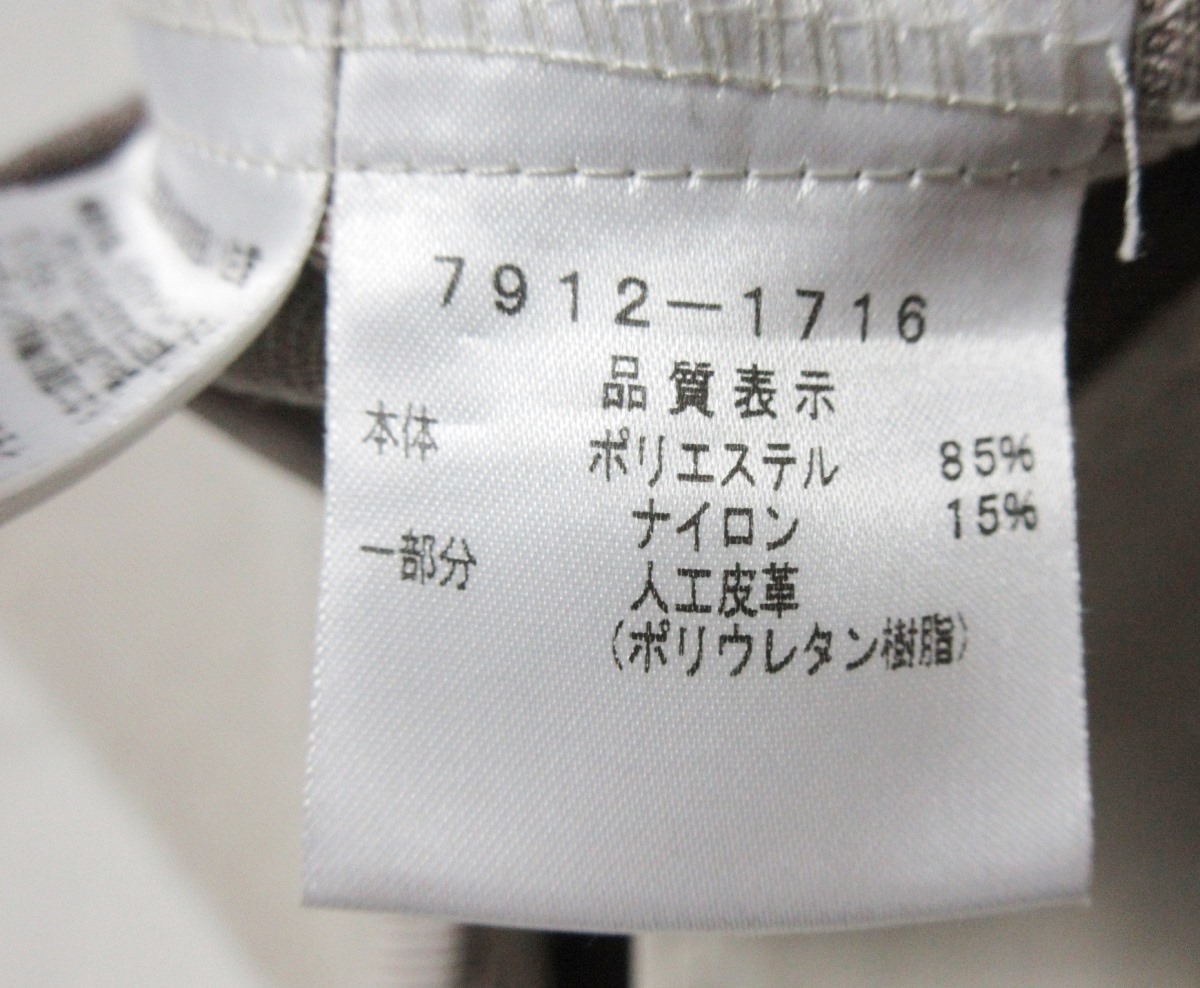 7912-1716
品質表示
本体 ポリエステル 85%
ナイロン 15%
一部分 人工皮革
(ポリウレタン樹脂)